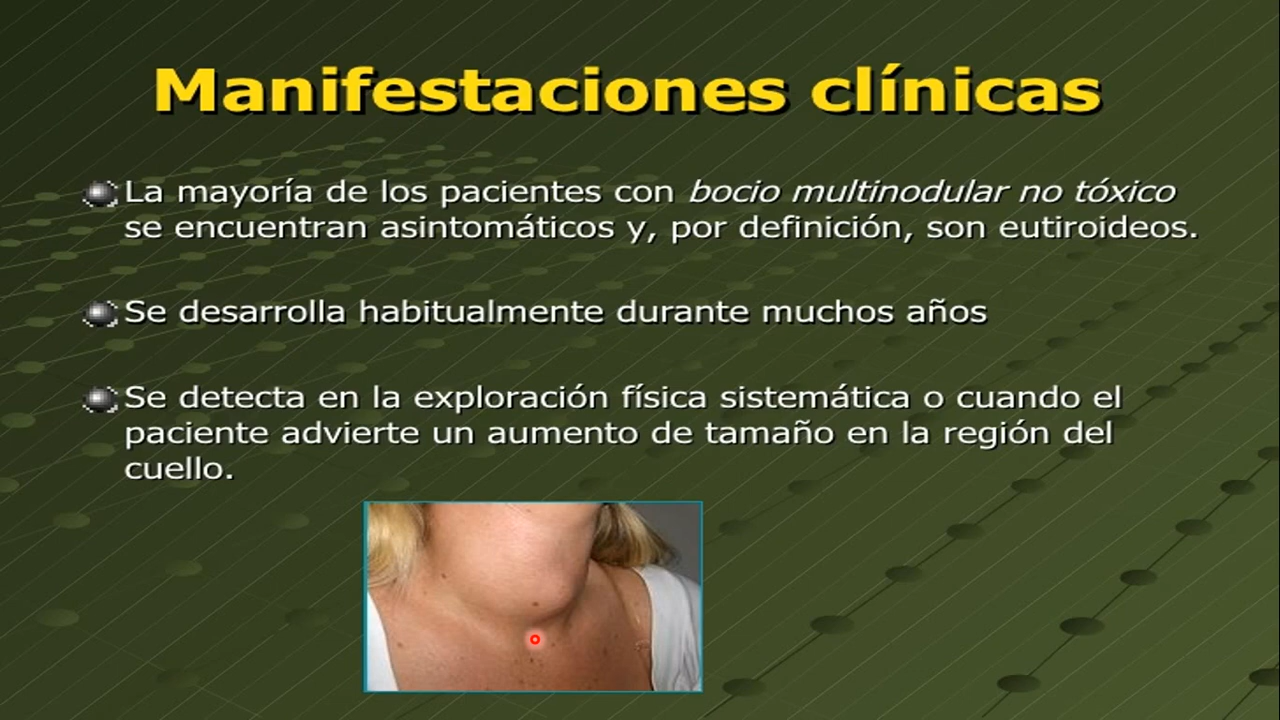 Manifestaciones clínicas
La mayoría de los pacientes con bocio multinodular no tóxico
se encuentran asintomáticos y, por definición, son eutiroideos.
Se desarrolla habitualmente durante muchos años
Se detecta en la exploración física sistemática o cuando el
paciente advierte un aumento de tamaño en la región del
cuello.